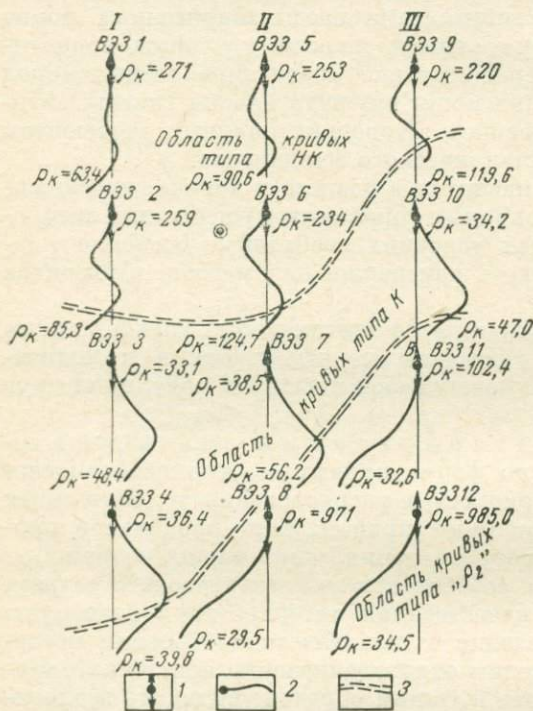 I II III
ВЭЗ 1 ВЭЗ 5 ВЭЗ 9
ρк=271 ρк=253 ρк=220
Область кривых
типа НК
ρк=63,4 ρк=90,6 ρк=119,6
ВЭЗ 2 ВЭЗ 6 ВЭЗ 10
ρк=259 ρк=234 ρк=34,2
ρк=85,3 ρк=124,7 ρк=47,0
ВЭЗ 3 ВЭЗ 7 ВЭЗ 11
ρк=33,1 ρк=38,5 ρк=102,4
Область кривых типа К
ρк=48,4 ρк=56,2 ρк=32,6
ВЭЗ 4 ВЭЗ 8 ВЭЗ12
ρк=36,4 ρк=971 ρк=985,0
Область кривых
типа „ρ2"
ρк=39,8 ρк=29,5 ρк=34,5
1 2 3